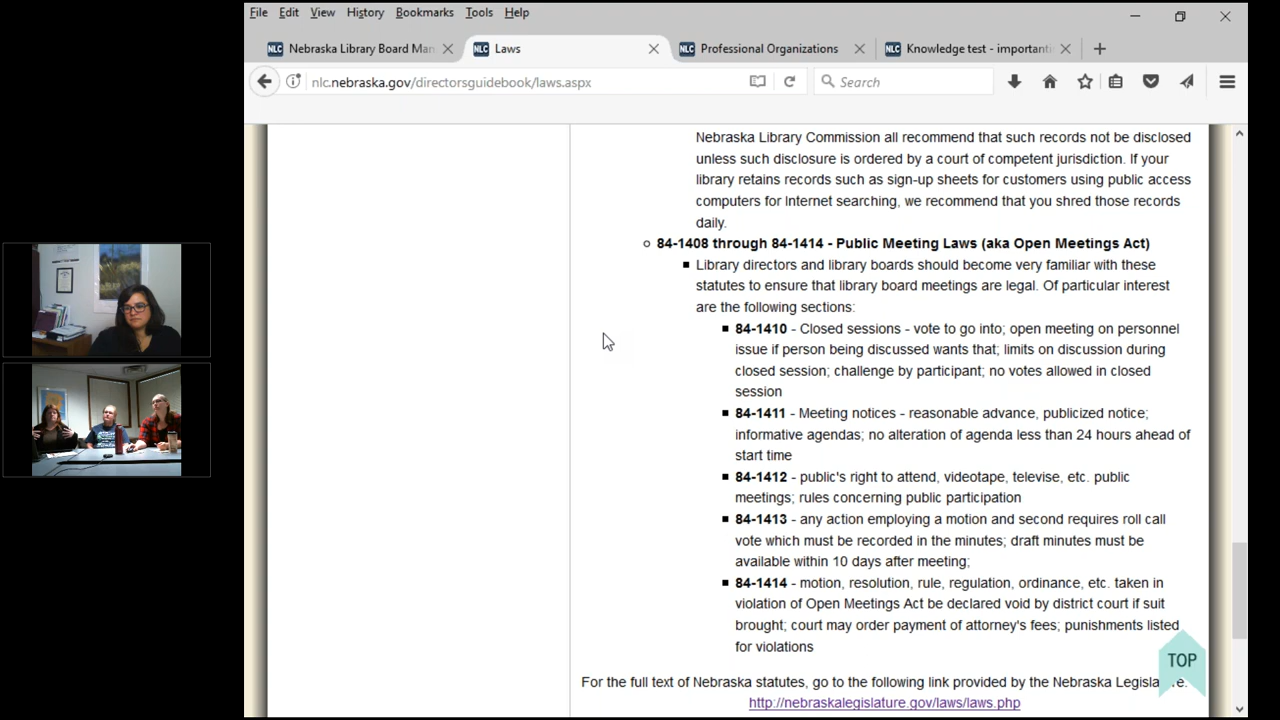 File Edit View History Bookmarks Tools Help
NLC Nebraska Library Board Man
NLC Laws
NLC Professional Organizations
NLC Knowledge test - importanti
nlc.nebraska.gov/directorsguidebook/laws.aspx
Search
Nebraska Library Commission all recommend that such records not be disclosed
unless such disclosure is ordered by a court of competent jurisdiction. If your
library retains records such as sign-up sheets for customers using public access
computers for Internet searching, we recommend that you shred those records
daily.
84-1408 through 84-1414 - Public Meeting Laws (aka Open Meetings Act)
Library directors and library boards should become very familiar with these
statutes to ensure that library board meetings are legal. Of particular interest
are the following sections:
84-1410 - Closed sessions - vote to go into; open meeting on personnel
issue if person being discussed wants that; limits on discussion during
closed session; challenge by participant; no votes allowed in closed
session
84-1411 - Meeting notices - reasonable advance, publicized notice;
informative agendas; no alteration of agenda less than 24 hours ahead of
start time
84-1412 - public's right to attend, videotape, televise, etc. public
meetings; rules concerning public participation
84-1413 - any action employing a motion and second requires roll call
vote which must be recorded in the minutes; draft minutes must be
available within 10 days after meeting;
84-1414 - motion, resolution, rule, regulation, ordinance, etc. taken in
violation of Open Meetings Act be declared void by district court if suit
brought; court may order payment of attorney's fees; punishments listed
for violations
TOP
For the full text of Nebraska statutes, go to the following link provided by the Nebraska
http://nebraskalegislature.gov/laws/laws.php